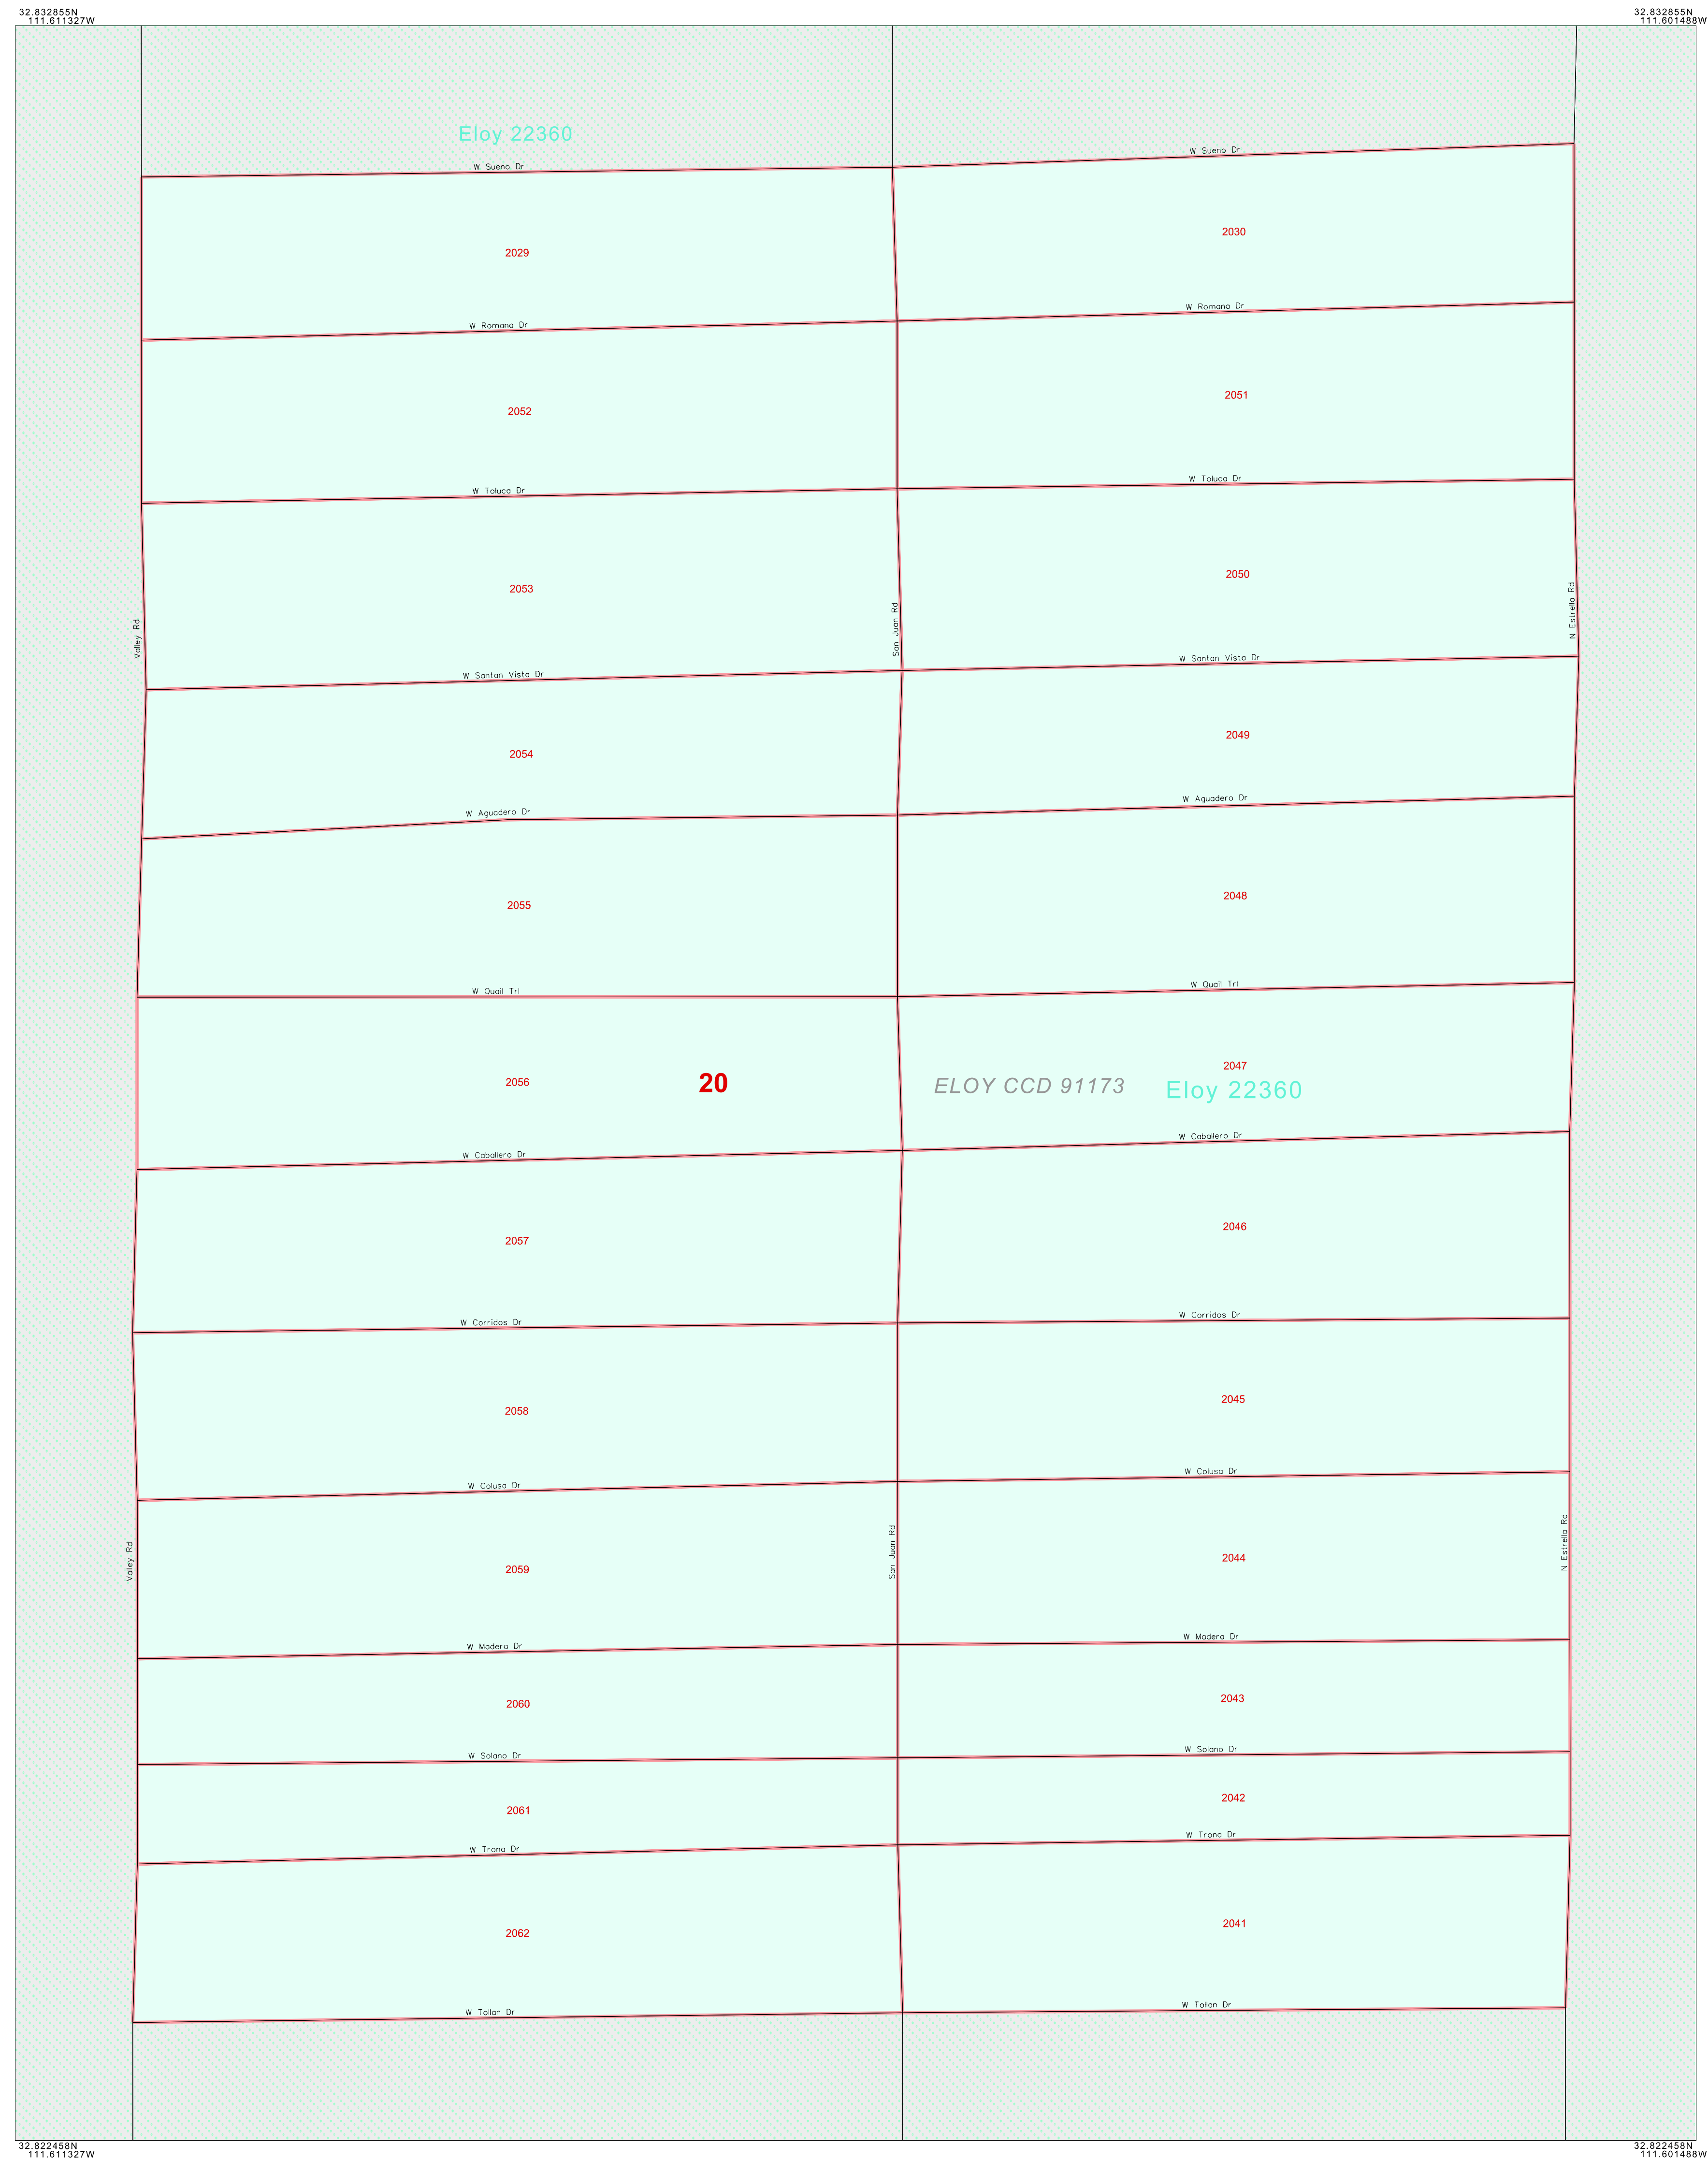 32.832855N 32.832855N
111.611327W 111.601488W
Eloy 22360
W Sueno Dr
W Sueno Dr
2030
2029
W Romana Dr
W Romana Dr
2051
2052
W Toluca Dr
W Toluca Dr
2050
2053
Valley Rd
San Juan Rd
N Estrella Rd
W Santan Vista Dr
W Santan Vista Dr
2049
2054
W Aguadero Dr
W Aguadero Dr
2048
2055
W Quail Trl
W Quail Trl
2047
2056
20
ELOY CCD 91173
Eloy 22360
W Caballero Dr
W Caballero Dr
2046
2057
W Corridos Dr
W Corridos Dr
2045
2058
W Colusa Dr
W Colusa Dr
Valley Rd
San Juan Rd
N Estrella Rd
2044
2059
W Madera Dr
W Madera Dr
2043
2060
W Solano Dr
W Solano Dr
2042
2061
W Trona Dr
W Trona Dr
2041
2062
W Tollan Dr
W Tollan Dr
32.822458N 32.822458N
111.611327W 111.601488W